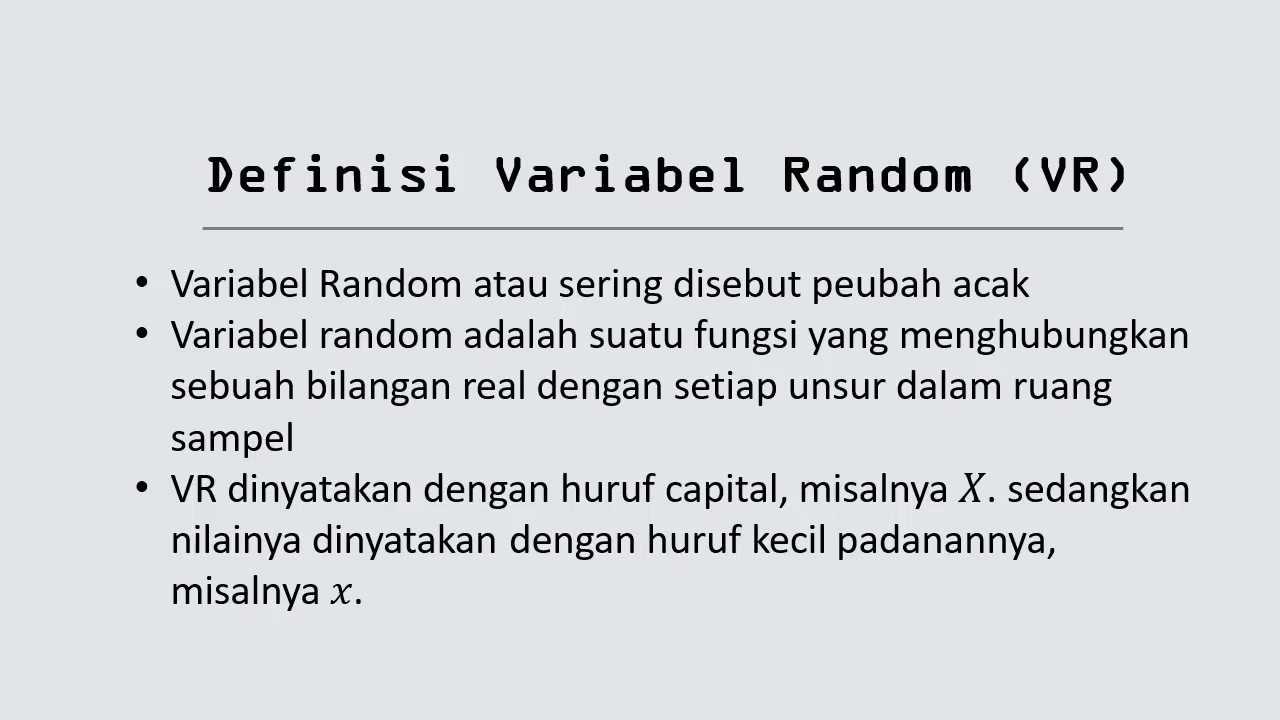 Definisi Variabel Random (VR)
• Variabel Random atau sering disebut peubah acak
• Variabel random adalah suatu fungsi yang menghubungkan
sebuah bilangan real dengan setiap unsur dalam ruang
sampel
• VR dinyatakan dengan huruf capital, misalnya X. sedangkan
nilainya dinyatakan dengan huruf kecil padanannya,
misalnya x.